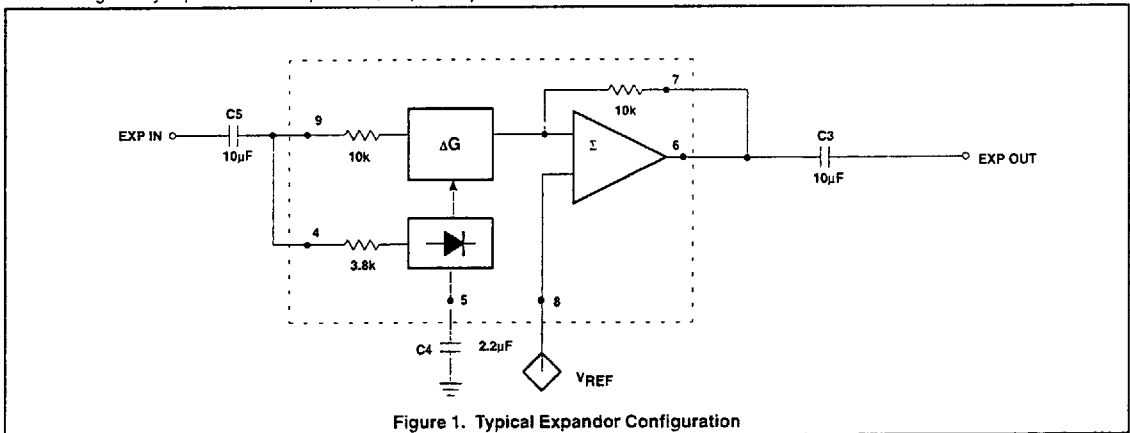 C5
EXP IN
10µF
9
10k
ΔG
10k
7
Σ
6
C3
10µF
EXP OUT
4
3.8k
5
8
C4
2.2µF
VREF
Figure 1. Typical Expandor Configuration